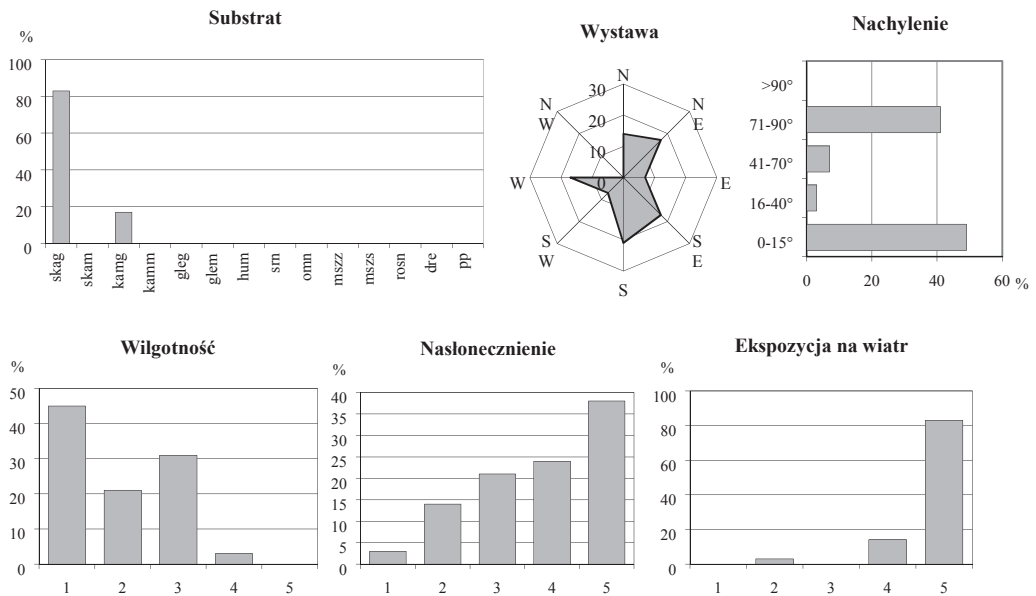 Substrat
%
100
80
60
40
20
0
skag
skam
kamg
kamm
gleg
glem
hum
srn
omn
mszz
mszs
rosn
dre
pp
Wystawa
N
N E
E
S E
S
S W
W
N W
30
20
10
0
Nachylenie
>90°
71-90°
41-70°
16-40°
0-15°
0 20 40 60 %
Wilgotność
%
50
40
30
20
10
0
1 2 3 4 5
Nasłonecznienie
%
40
35
30
25
20
15
10
5
0
1 2 3 4 5
Ekspozycja na wiatr
%
100
80
60
40
20
0
1 2 3 4 5